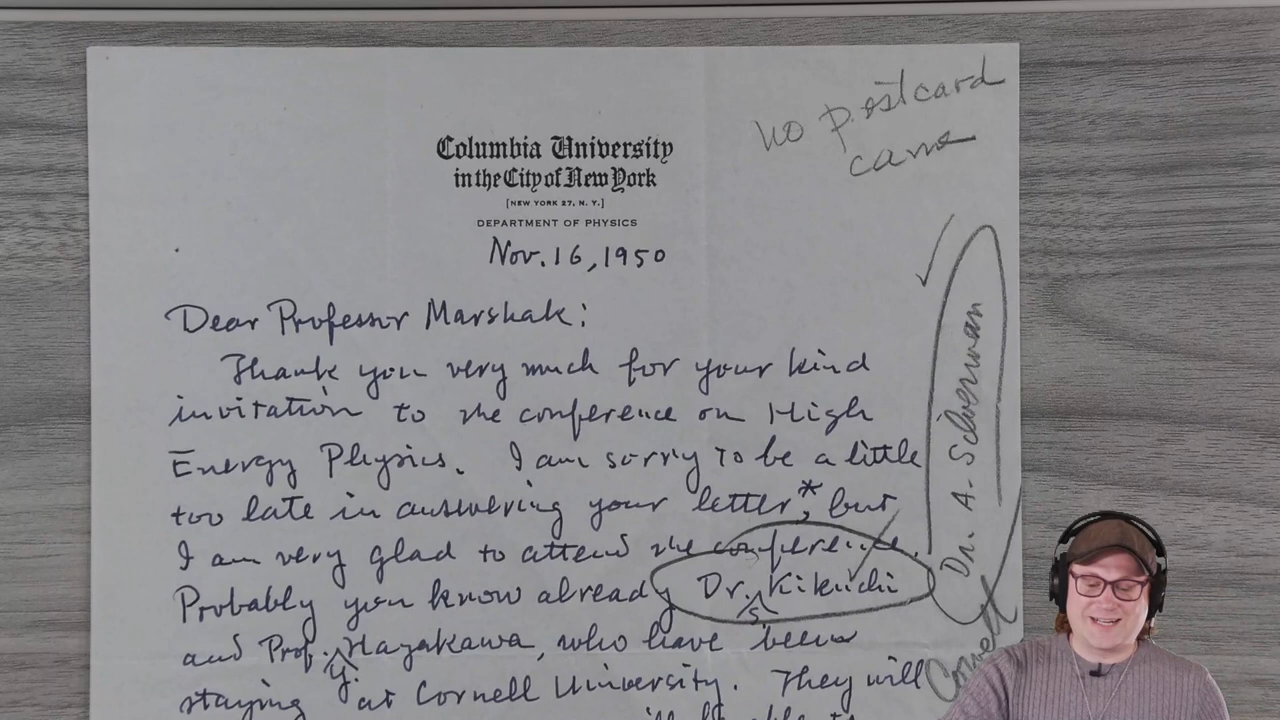 no postcard
came
Columbia University
in the City of New York
[NEW YORK 27, N. Y.]
DEPARTMENT OF PHYSICS
Nov. 16, 1950
Dear Professor Marshak:
Thank you very much for your kind
invitation to the conference on High
Energy Physics. I am sorry to be a little
too late in answering your letter*, but
I am very glad to attend the conference.
Probably you know already Dr. S. Kikuchi
and Prof. Y. Hayakawa, who have been
staying at Cornell University. They will
Dr. A. Silverman
Cornell